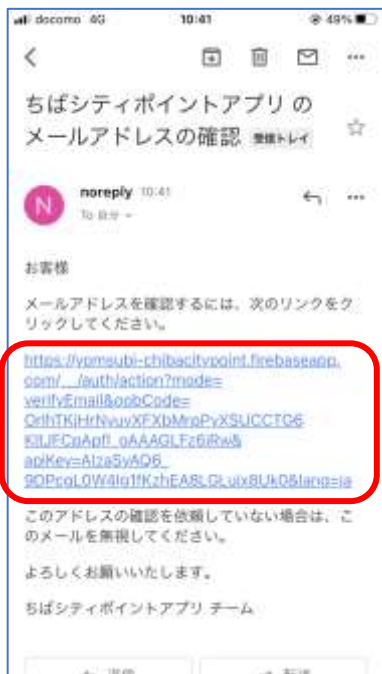 docomo 4G 10:41 49%
ちばシティポイントアプリ の
メールアドレスの確認 受信トレイ
N noreply 10:41
To 自分
お客様
メールアドレスを確認するには、次のリンクをク
リックしてください。
com/__/auth/action?mode=
verifyEmail&oobCode=
このアドレスの確認を依頼していない場合は、こ
のメールを無視してください。
よろしくお願いいたします。
ちばシティポイントアプリ チーム